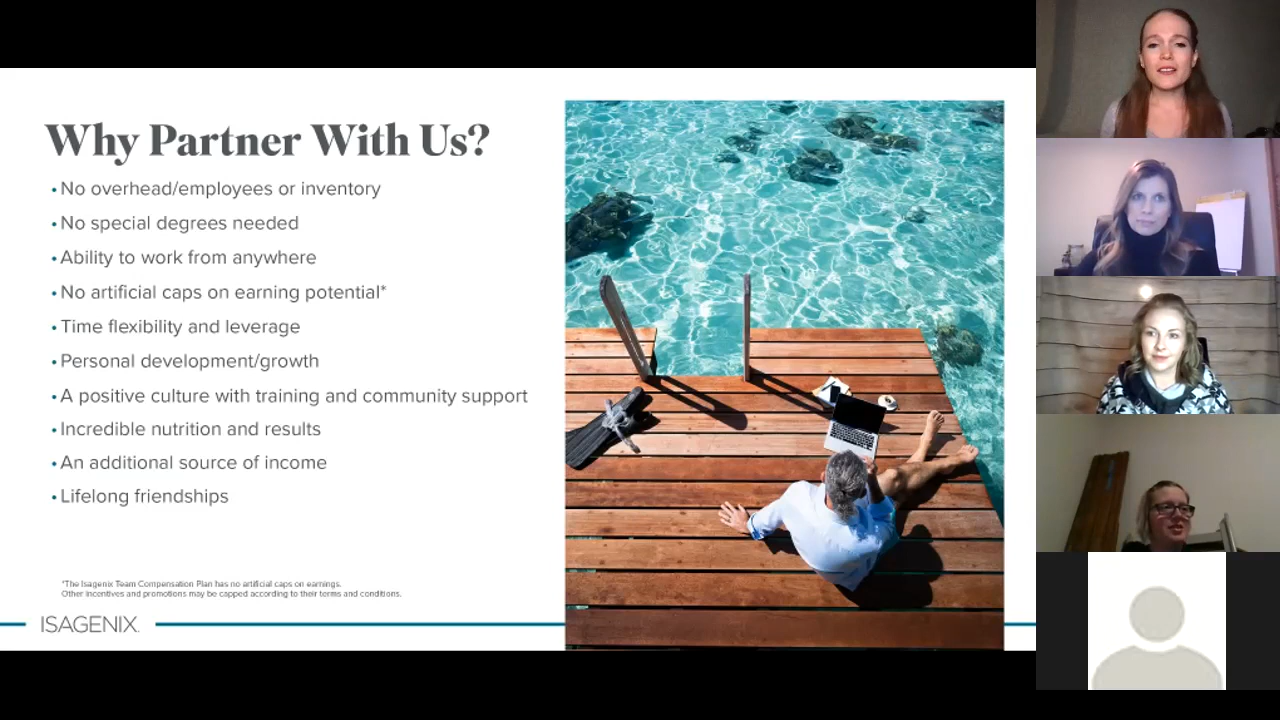 Why Partner With Us?
• No overhead/employees or inventory
• No special degrees needed
• Ability to work from anywhere
• No artificial caps on earning potential*
• Time flexibility and leverage
• Personal development/growth
• A positive culture with training and community support
• Incredible nutrition and results
• An additional source of income
• Lifelong friendships
*The Isagenix Team Compensation Plan has no artificial caps on earnings.
Other incentives and promotions may be capped according to their terms and conditions.
ISAGENIX